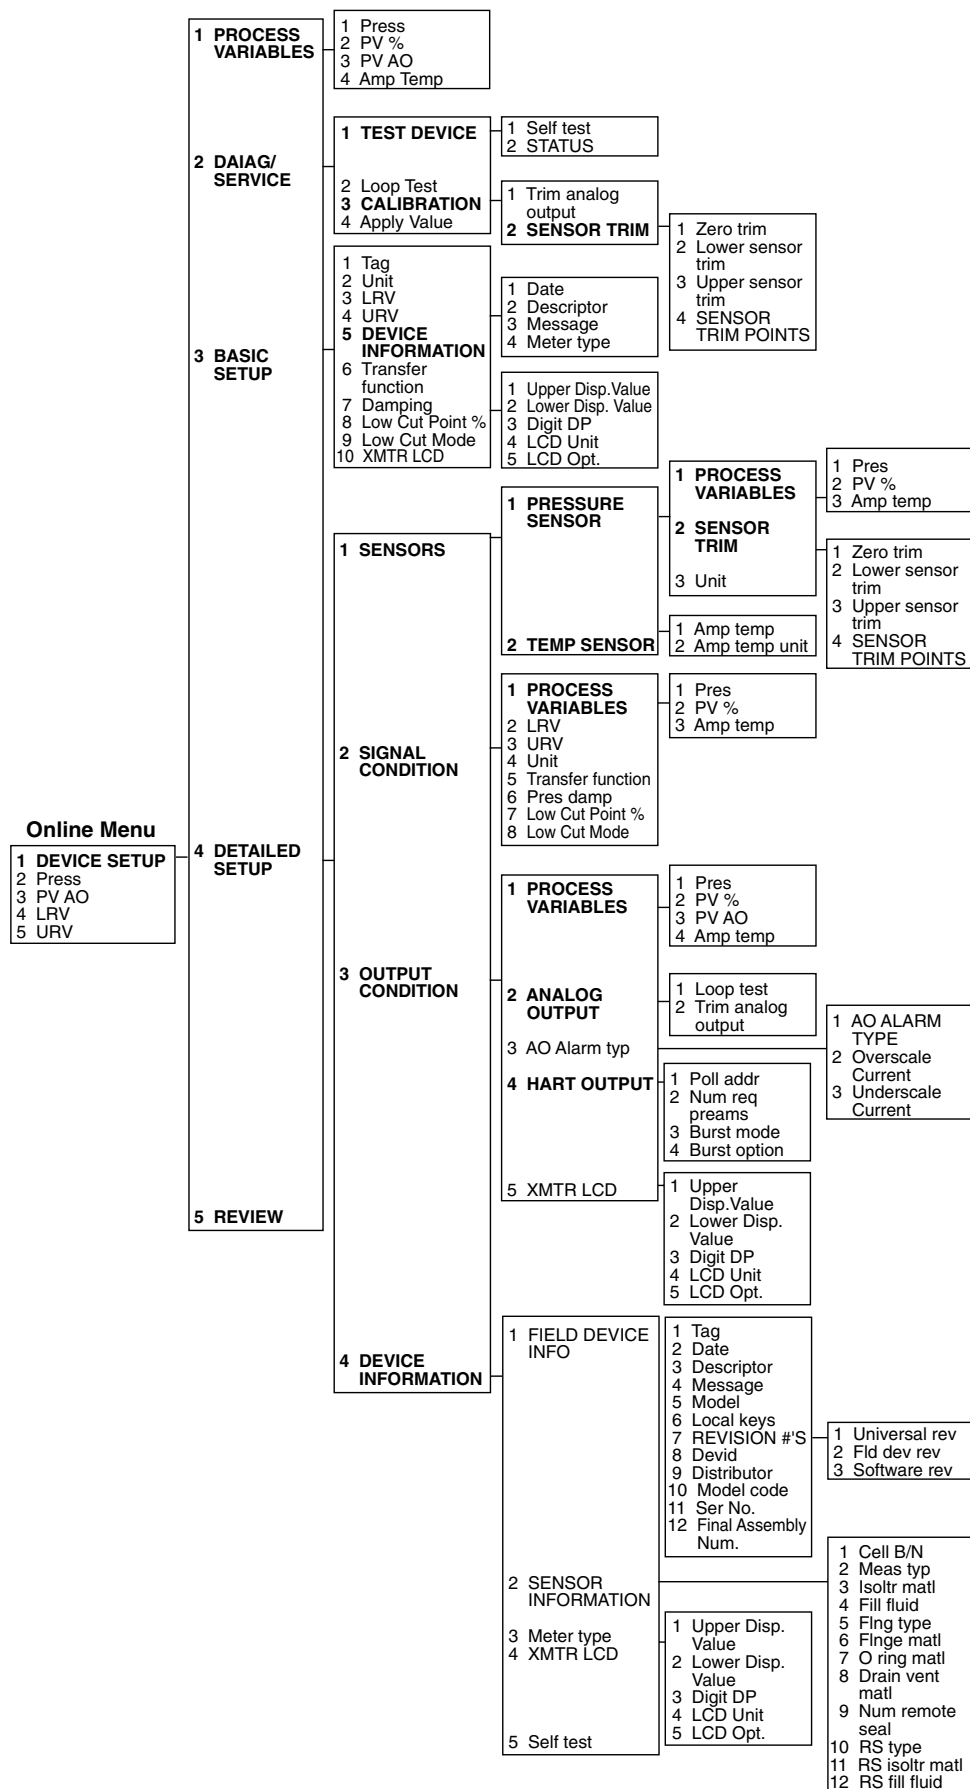 Online Menu
1 DEVICE SETUP
2 Press
3 PV AO
4 LRV
5 URV
1 PROCESS
VARIABLES
2 DAIAG/
SERVICE
3 BASIC
SETUP
4 DETAILED
SETUP
5 REVIEW
1 Press
2 PV %
3 PV AO
4 Amp Temp
1 TEST DEVICE
2 Loop Test
3 CALIBRATION
4 Apply Value
1 Self test
2 STATUS
1 Trim analog
output
2 SENSOR TRIM
1 Zero trim
2 Lower sensor
trim
3 Upper sensor
trim
4 SENSOR
TRIM POINTS
1 Tag
2 Unit
3 LRV
4 URV
5 DEVICE
INFORMATION
6 Transfer
function
7 Damping
8 Low Cut Point %
9 Low Cut Mode
10 XMTR LCD
1 Date
2 Descriptor
3 Message
4 Meter type
1 Upper Disp.Value
2 Lower Disp. Value
3 Digit DP
4 LCD Unit
5 LCD Opt.
1 SENSORS
2 SIGNAL
CONDITION
3 OUTPUT
CONDITION
4 DEVICE
INFORMATION
1 PRESSURE
SENSOR
2 TEMP SENSOR
1 PROCESS
VARIABLES
2 SENSOR
TRIM
3 Unit
1 Pres
2 PV %
3 Amp temp
1 Zero trim
2 Lower sensor
trim
3 Upper sensor
trim
4 SENSOR
TRIM POINTS
1 Amp temp
2 Amp temp unit
1 PROCESS
VARIABLES
2 LRV
3 URV
4 Unit
5 Transfer function
6 Pres damp
7 Low Cut Point %
8 Low Cut Mode
1 Pres
2 PV %
3 Amp temp
1 PROCESS
VARIABLES
2 ANALOG
OUTPUT
3 AO Alarm typ
4 HART OUTPUT
5 XMTR LCD
1 Pres
2 PV %
3 PV AO
4 Amp temp
1 Loop test
2 Trim analog
output
1 AO ALARM
TYPE
2 Overscale
Current
3 Underscale
Current
1 Poll addr
2 Num req
preams
3 Burst mode
4 Burst option
1 Upper
Disp.Value
2 Lower Disp.
Value
3 Digit DP
4 LCD Unit
5 LCD Opt.
1 FIELD DEVICE
INFO
2 SENSOR
INFORMATION
3 Meter type
4 XMTR LCD
5 Self test
1 Tag
2 Date
3 Descriptor
4 Message
5 Model
6 Local keys
7 REVISION #'S
8 Devid
9 Distributor
10 Model code
11 Ser No.
12 Final Assembly
Num.
1 Universal rev
2 Fld dev rev
3 Software rev
1 Cell B/N
2 Meas typ
3 Isoltr matl
4 Fill fluid
5 Flng type
6 Flnge matl
7 O ring matl
8 Drain vent
matl
9 Num remote
seal
10 RS type
11 RS isoltr matl
12 RS fill fluid
1 Upper Disp.
Value
2 Lower Disp.
Value
3 Digit DP
4 LCD Unit
5 LCD Opt.